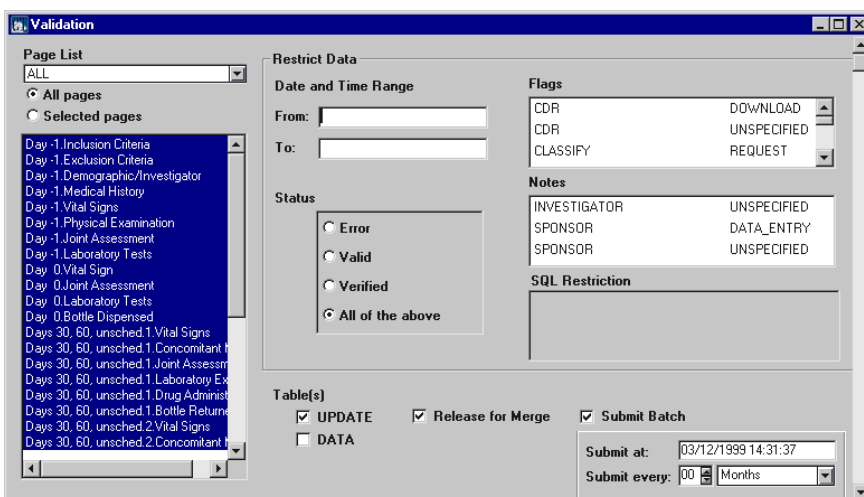 Validation
Page List
ALL
All pages
Selected pages
Day -1.Inclusion Criteria
Day -1.Exclusion Criteria
Day -1.Demographic/Investigator
Day -1.Medical History
Day -1.Vital Signs
Day -1.Physical Examination
Day -1.Joint Assessment
Day -1.Laboratory Tests
Day 0.Vital Sign
Day 0.Joint Assessment
Day 0.Laboratory Tests
Day 0.Bottle Dispensed
Days 30, 60, unsched.1.Vital Signs
Days 30, 60, unsched.1.Concomitant
Days 30, 60, unsched.1.Joint Assessm
Days 30, 60, unsched.1.Laboratory Ex
Days 30, 60, unsched.1.Drug Administ
Days 30, 60, unsched.1.Bottle Returne
Days 30, 60, unsched.2.Vital Signs
Days 30, 60, unsched.2.Concomitant
Restrict Data
Date and Time Range
From:
To:
Status
Error
Valid
Verified
All of the above
Flags
CDR DOWNLOAD
CDR UNSPECIFIED
CLASSIFY REQUEST
Notes
INVESTIGATOR UNSPECIFIED
SPONSOR DATA_ENTRY
SPONSOR UNSPECIFIED
SQL Restriction
Table(s)
UPDATE
DATA
Release for Merge
Submit Batch
Submit at: 03/12/1999 14:31:37
Submit every: 00 Months